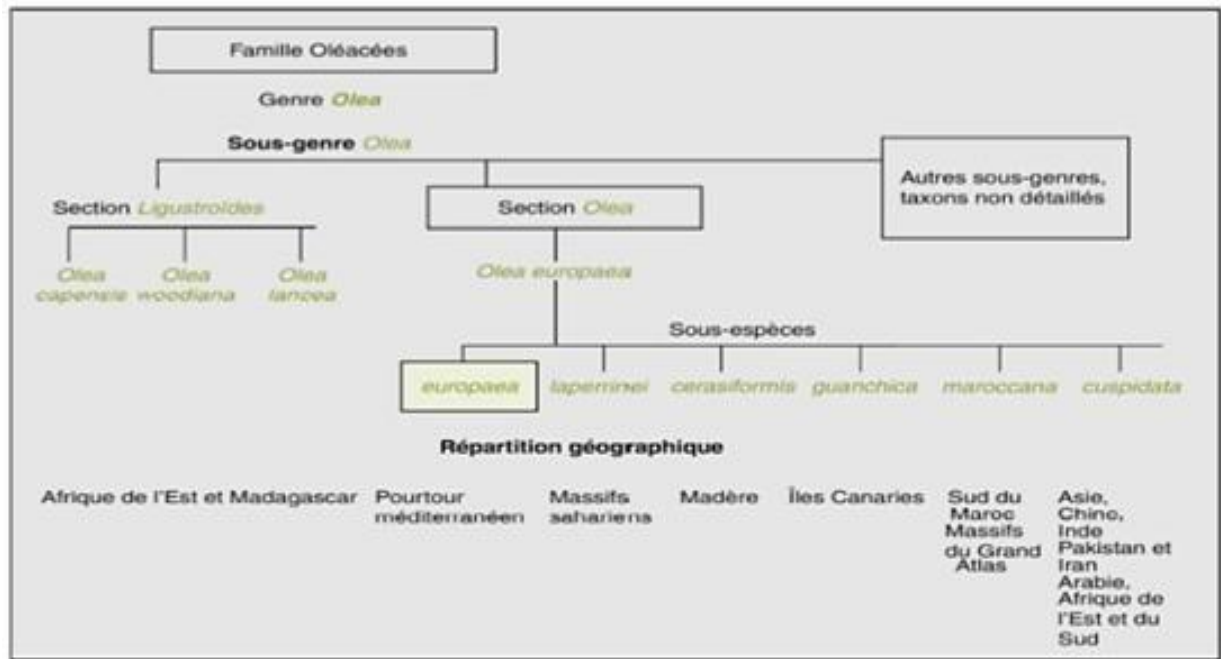 Famille Oléacées
Genre Olea
Sous-genre Olea
Autres sous-genres,
taxons non détaillés
Section Ligustroides
Section Olea
Olea capensis
Olea woodiana
Olea lancea
Olea europaea
Sous-espèces
europaea laperrinei cerasiformis guanchica maroccana cuspidata
Répartition géographique
Afrique de l'Est et Madagascar
Pourtour
méditerranéen
Massifs
sahariens
Madère
Îles Canaries
Sud du
Maroc
Massifs
du Grand
Atlas
Asie,
Chine,
Inde
Pakistan et
Iran
Arabie,
Afrique de
l'Est et du
Sud